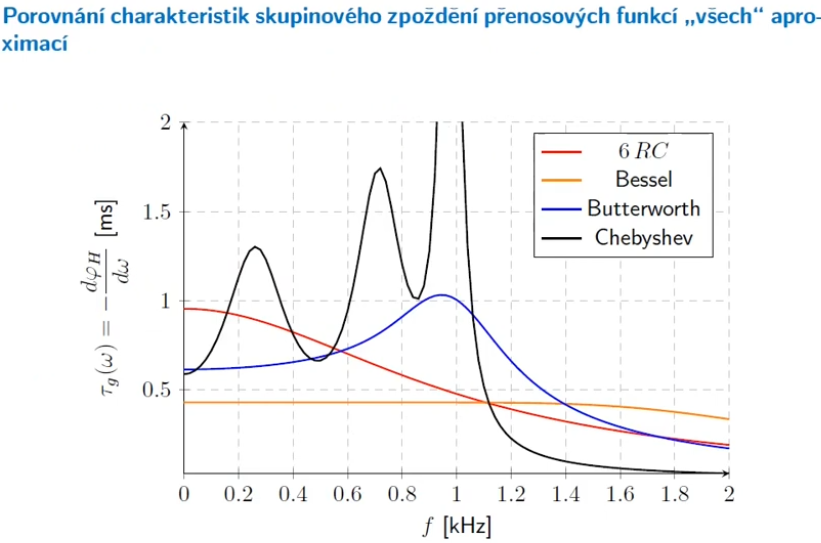 Porovnání charakteristik skupinového zpoždění přenosových funkcí „všech“ apro-
ximací
2
1.5
1
0.5
τg(ω) = −dφH/dω [ms]
6 RC
Bessel
Butterworth
Chebyshev
0 0.2 0.4 0.6 0.8 1 1.2 1.4 1.6 1.8 2
f [kHz]